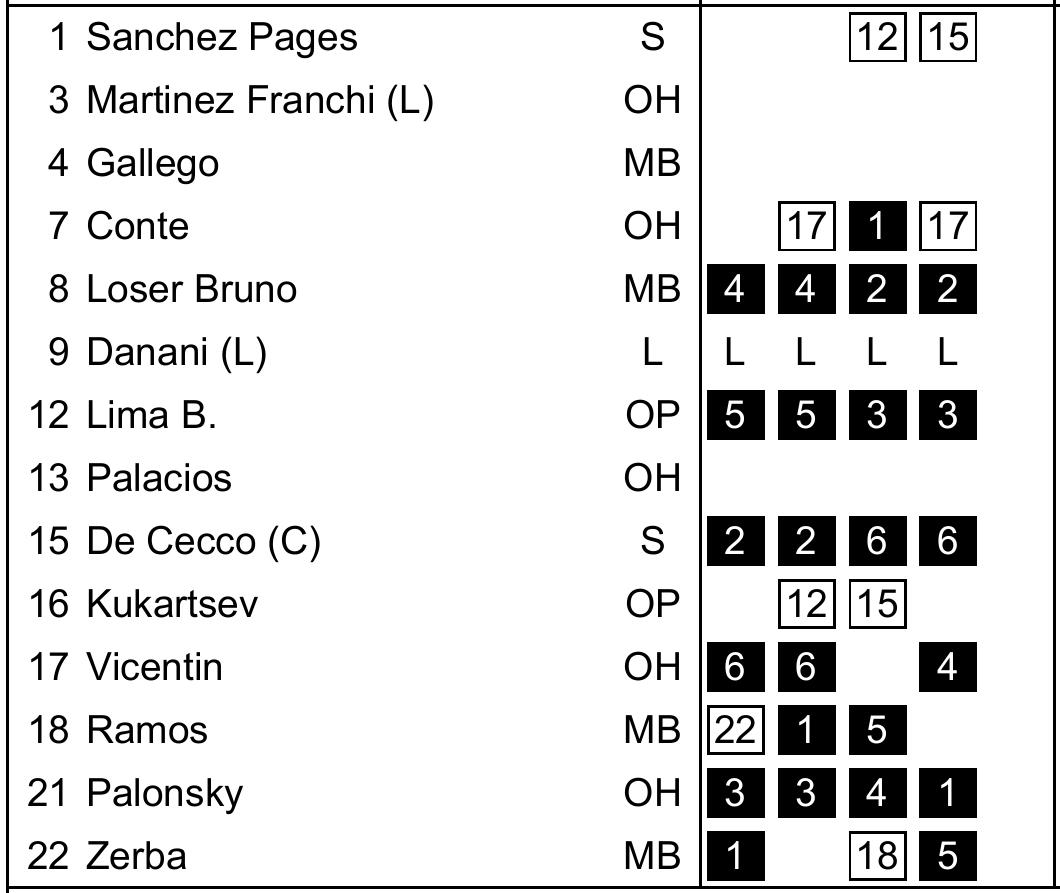 1 Sanchez Pages S 12 15
3 Martinez Franchi (L) OH
4 Gallego MB
7 Conte OH 17 1 17
8 Loser Bruno MB 4 4 2 2
9 Danani (L) L L L L L
12 Lima B. OP 5 5 3 3
13 Palacios OH
15 De Cecco (C) S 2 2 6 6
16 Kukartsev OP 12 15
17 Vicentin OH 6 6 4
18 Ramos MB 22 1 5
21 Palonsky OH 3 3 4 1
22 Zerba MB 1 18 5